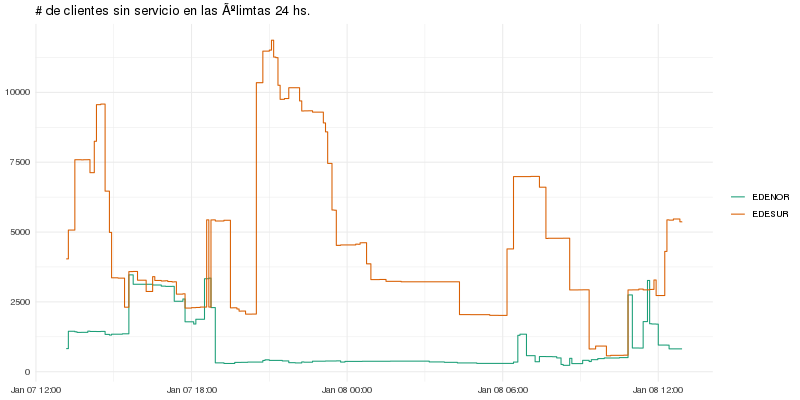 # de clientes sin servicio en las Ãºlimtas 24 hs.
10000
7500
5000
2500
0
Jan 07 12:00 Jan 07 18:00 Jan 08 00:00 Jan 08 06:00 Jan 08 12:00
EDENOR
EDESUR